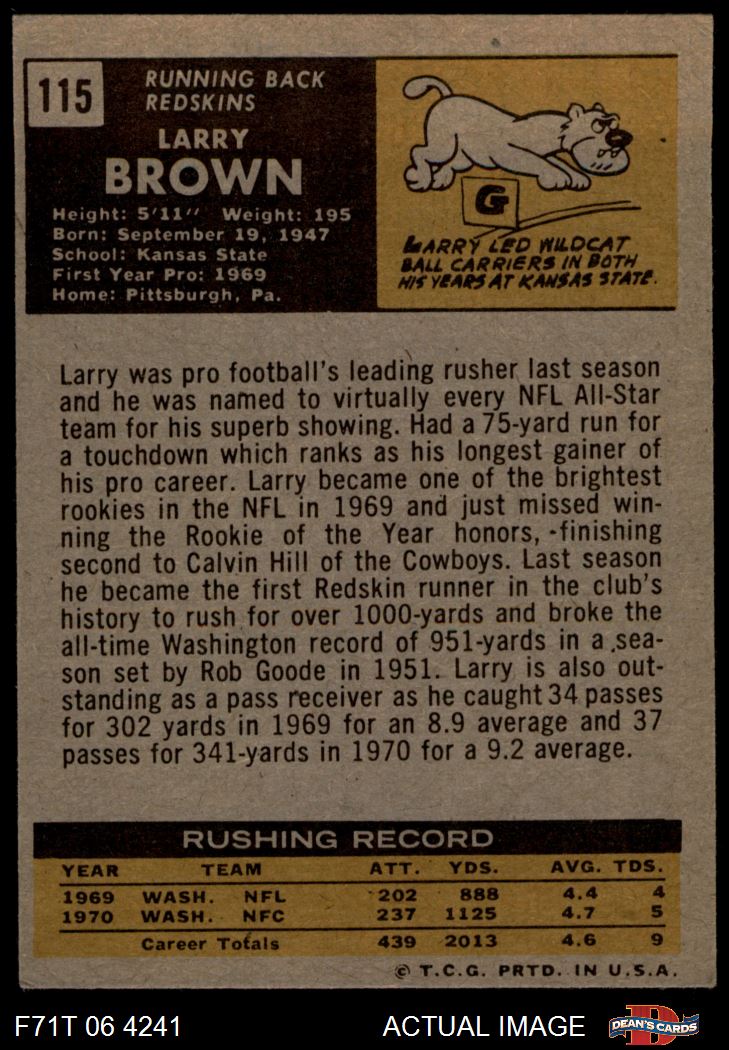 115
RUNNING BACK
REDSKINS
LARRY
BROWN
Height: 5'11" Weight: 195
Born: September 19, 1947
School: Kansas State
First Year Pro: 1969
Home: Pittsburgh, Pa.
G
LARRY LED WILDCAT
BALL CARRIERS IN BOTH
HIS YEARS AT KANSAS STATE.
Larry was pro football's leading rusher last season
and he was named to virtually every NFL All-Star
team for his superb showing. Had a 75-yard run for
a touchdown which ranks as his longest gainer of
his pro career. Larry became one of the brightest
rookies in the NFL in 1969 and just missed win-
ning the Rookie of the Year honors, finishing
second to Calvin Hill of the Cowboys. Last season
he became the first Redskin runner in the club's
history to rush for over 1000-yards and broke the
all-time Washington record of 951-yards in a sea-
son set by Rob Goode in 1951. Larry is also out-
standing as a pass receiver as he caught 34 passes
for 302 yards in 1969 for an 8.9 average and 37
passes for 341-yards in 1970 for a 9.2 average.
RUSHING RECORD
YEAR TEAM ATT. YDS. AVG. TDS.
1969 WASH. NFL 202 888 4.4 4
1970 WASH. NFC 237 1125 4.7 5
Career Totals 439 2013 4.6 9
© T.C.G. PRTD. IN U.S.A.
F71T 06 4241 ACTUAL IMAGE D DEAN'S CARDS